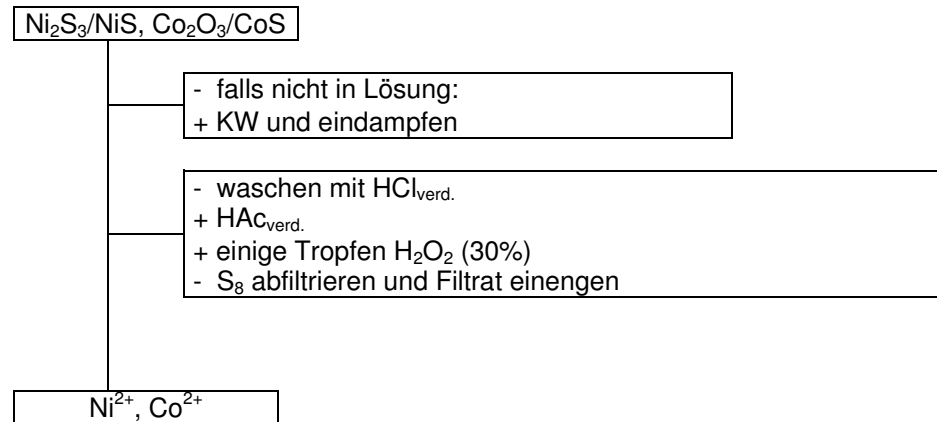 Ni₂S₃/NiS, Co₂O₃/CoS
- falls nicht in Lösung:
+ KW und eindampfen
- waschen mit HClverd.
+ HAcverd.
+ einige Tropfen H₂O₂ (30%)
- S₈ abfiltrieren und Filtrat einengen
Ni²⁺, Co²⁺